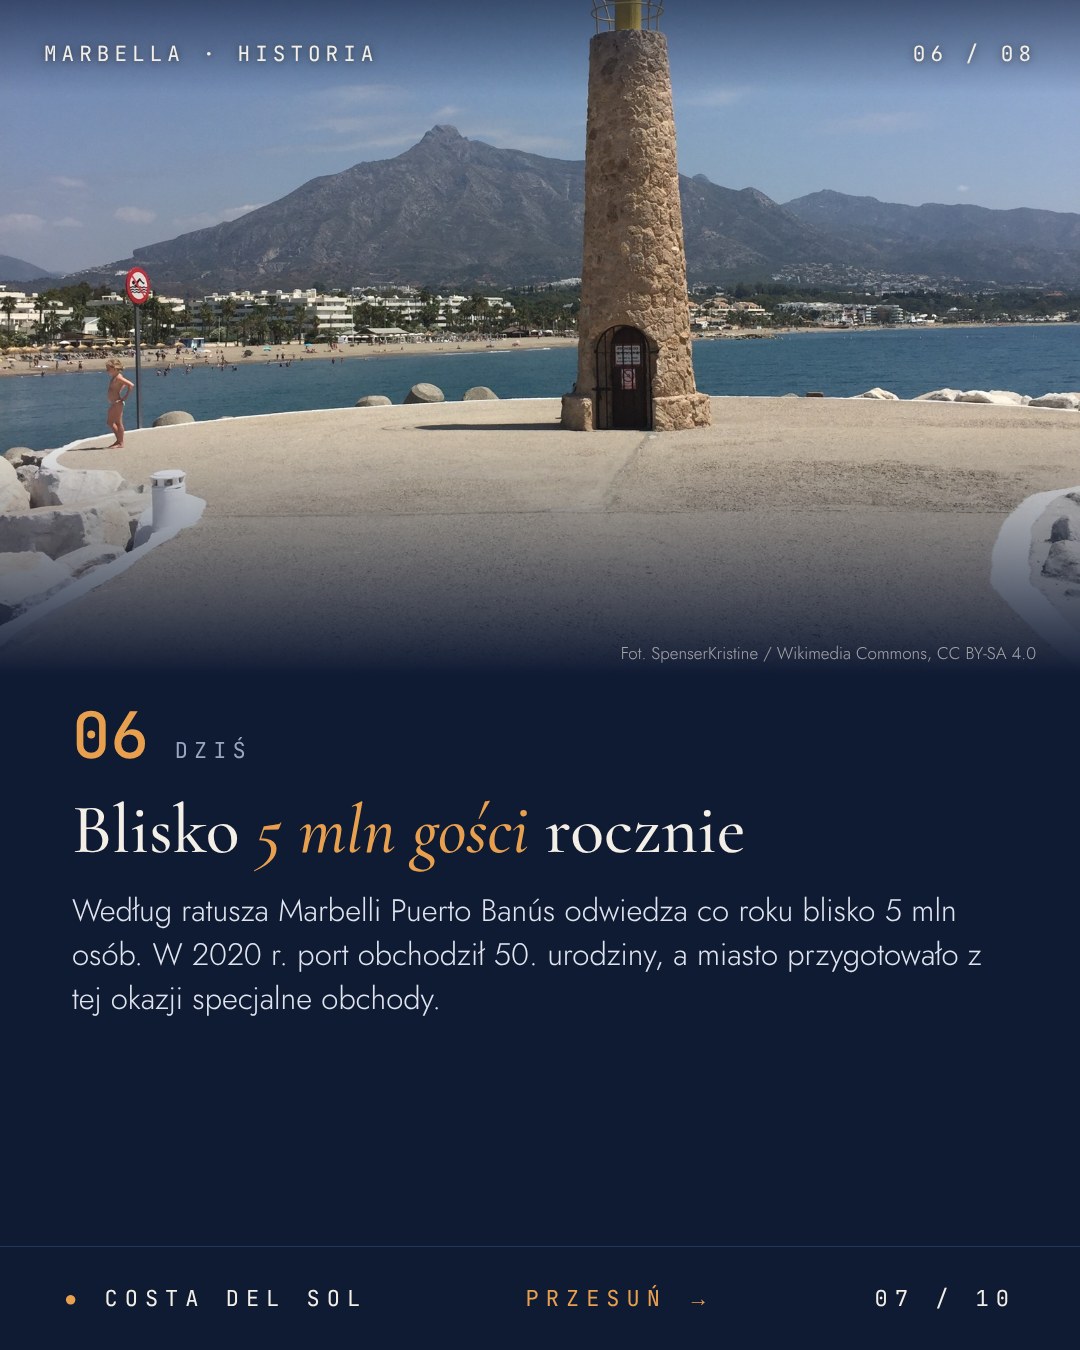 MARBELLA · HISTORIA
06 / 08
Fot. SpenserKristine / Wikimedia Commons, CC BY-SA 4.0
06 DZIŚ
Blisko 5 mln gości rocznie
Według ratusza Marbelli Puerto Banús odwiedza co roku blisko 5 mln
osób. W 2020 r. port obchodził 50. urodziny, a miasto przygotowało z
tej okazji specjalne obchody.
• COSTA DEL SOL
PRZESUŃ →
07 / 10